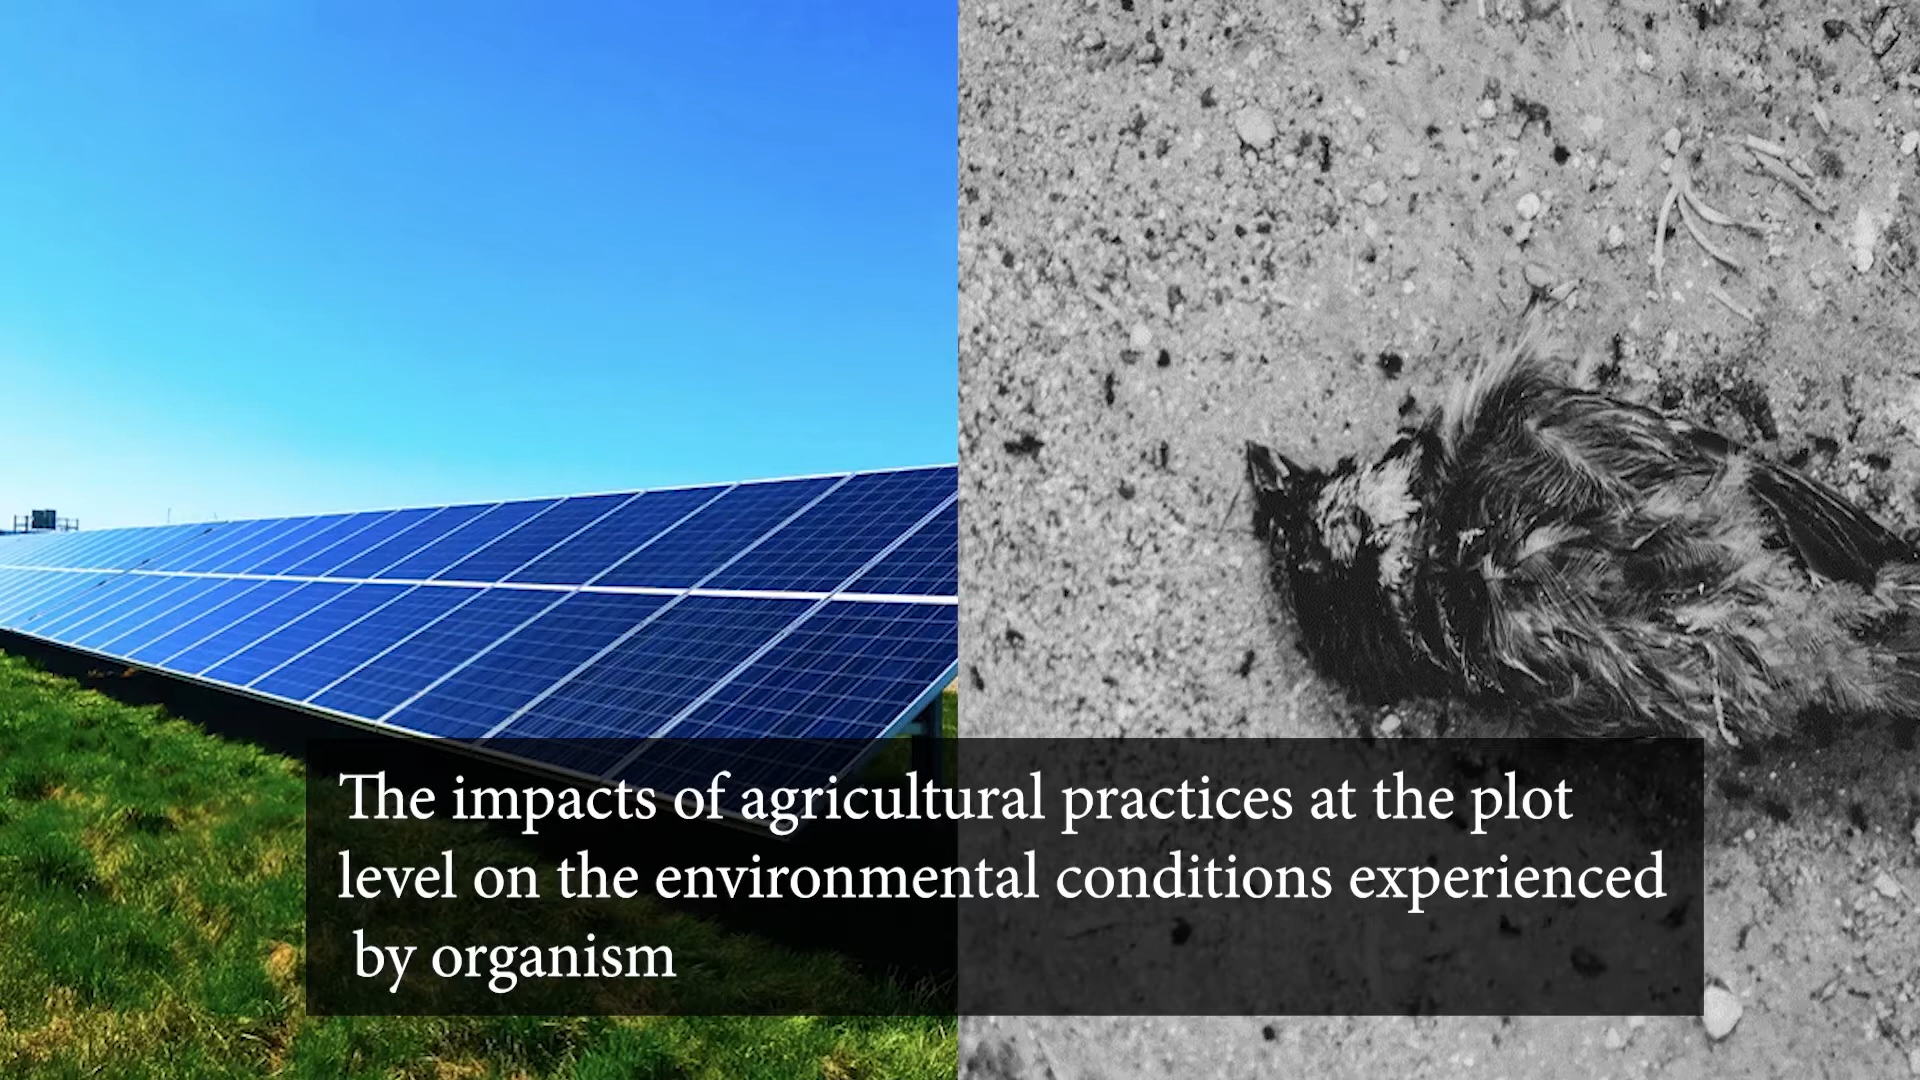 The impacts of agricultural practices at the plot
level on the environmental conditions experienced
by organism